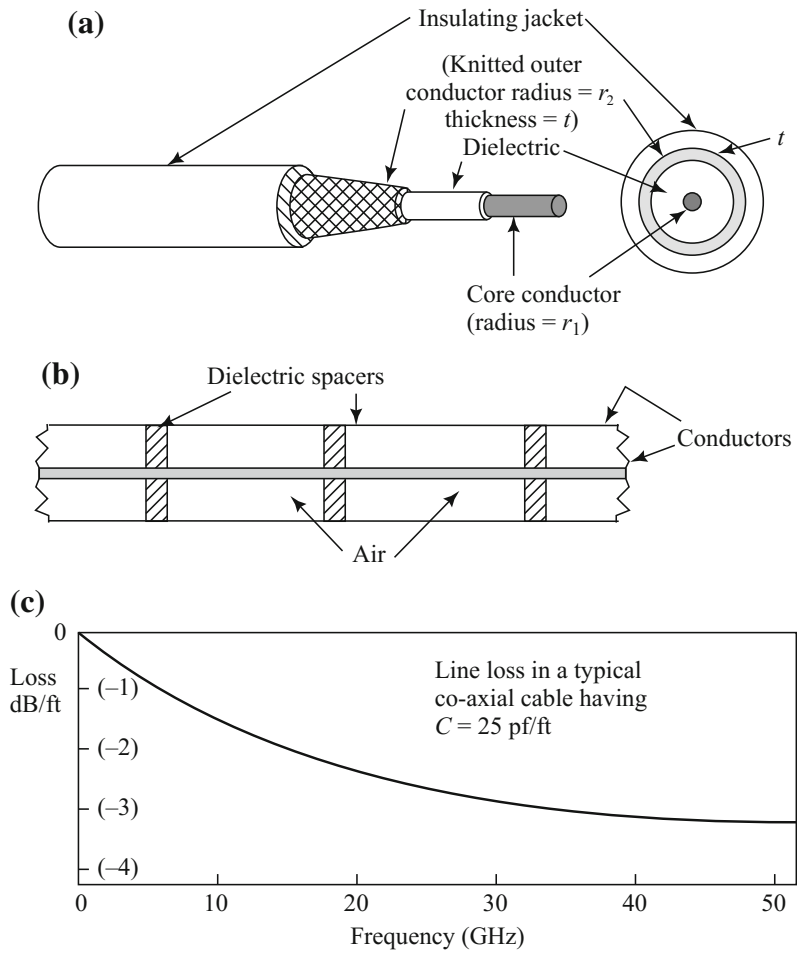 (a)
Insulating jacket
(Knitted outer
conductor radius = r₂
thickness = t)
Dielectric
t
Core conductor
(radius = r₁)
(b)
Dielectric spacers
Conductors
Air
(c)
0
Loss
dB/ft
(–1)
(–2)
(–3)
(–4)
Line loss in a typical
co-axial cable having
C = 25 pf/ft
0 10 20 30 40 50
Frequency (GHz)